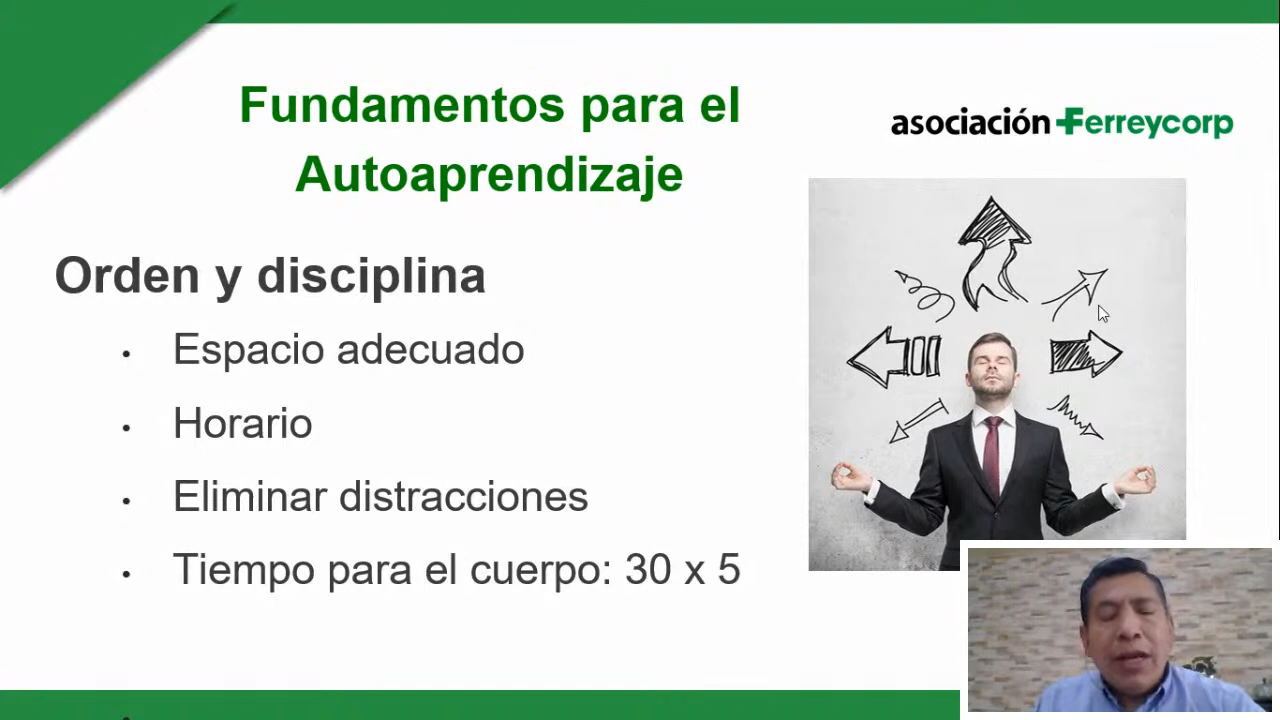 Fundamentos para el
Autoaprendizaje
asociación Ferreycorp
Orden y disciplina
• Espacio adecuado
• Horario
• Eliminar distracciones
• Tiempo para el cuerpo: 30 x 5